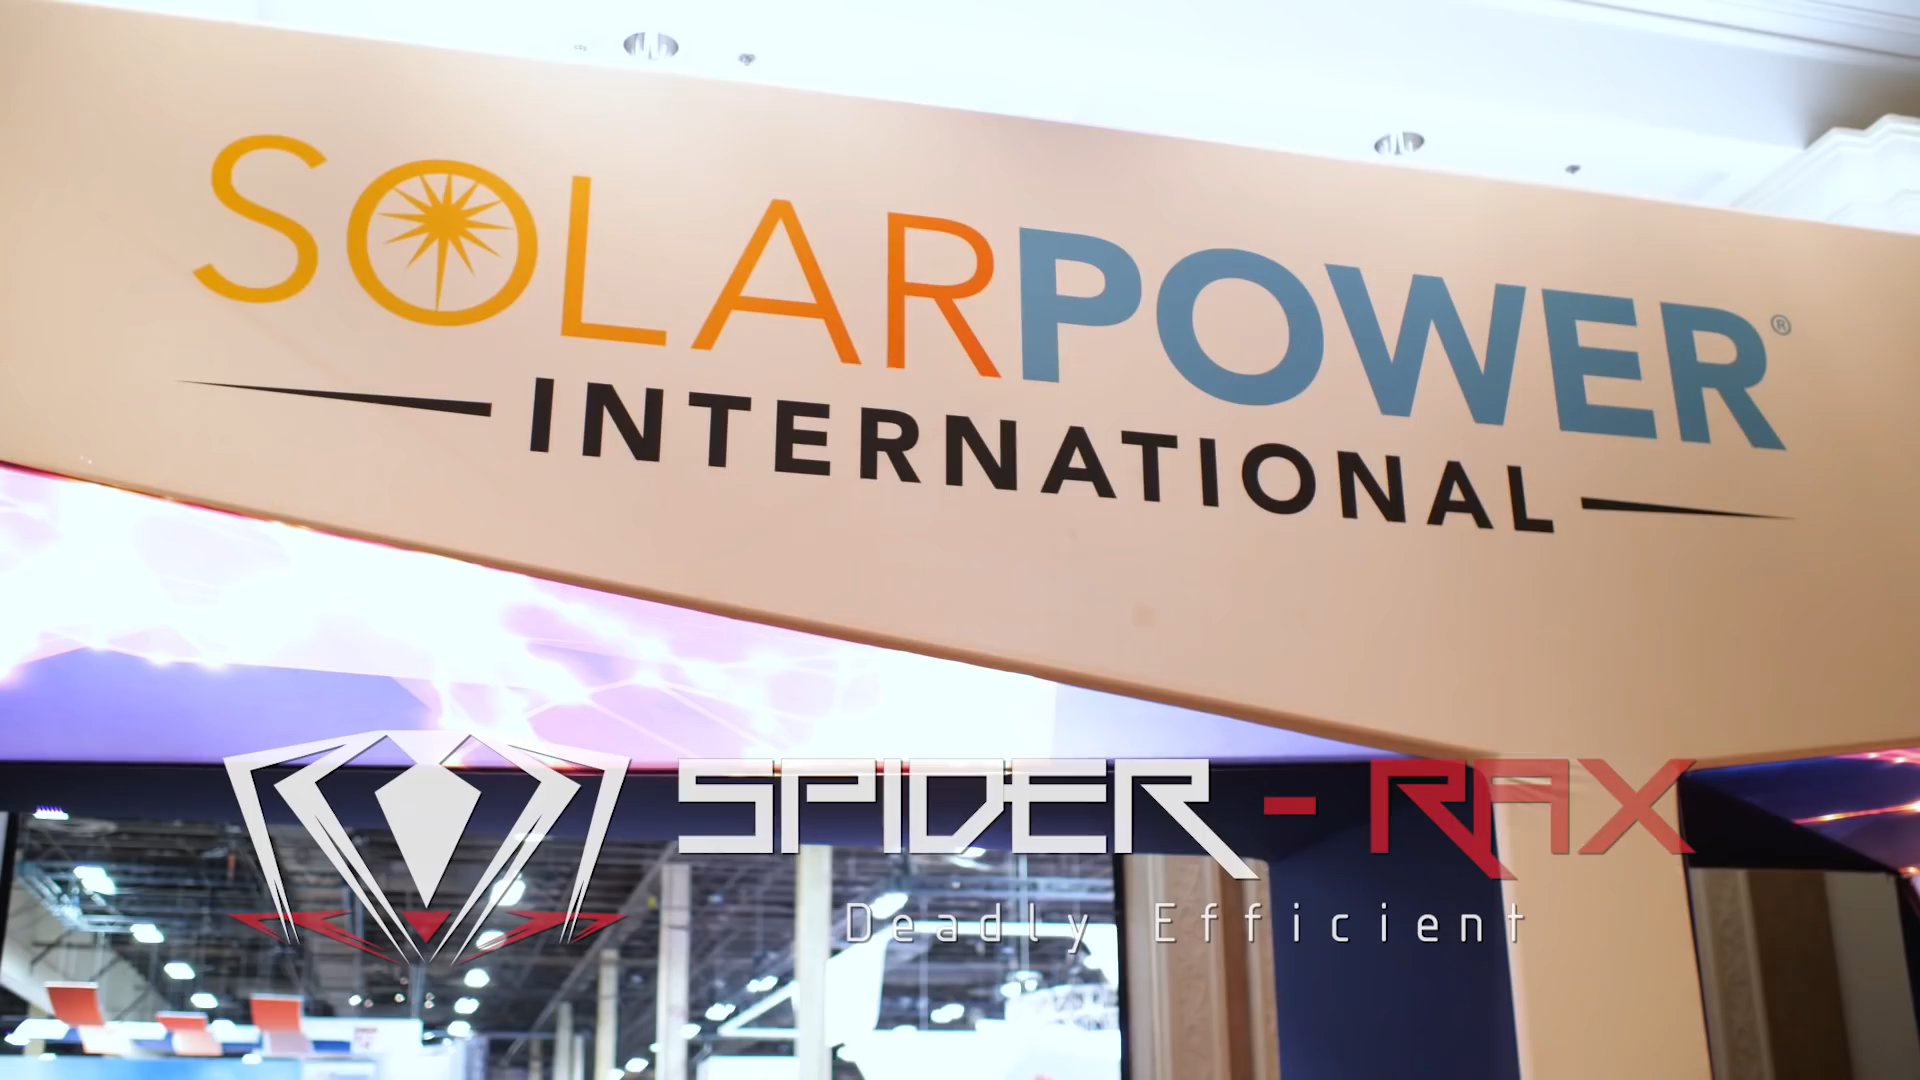 SOLARPOWER®
INTERNATIONAL
SPIDER-RAX
Deadly Efficient